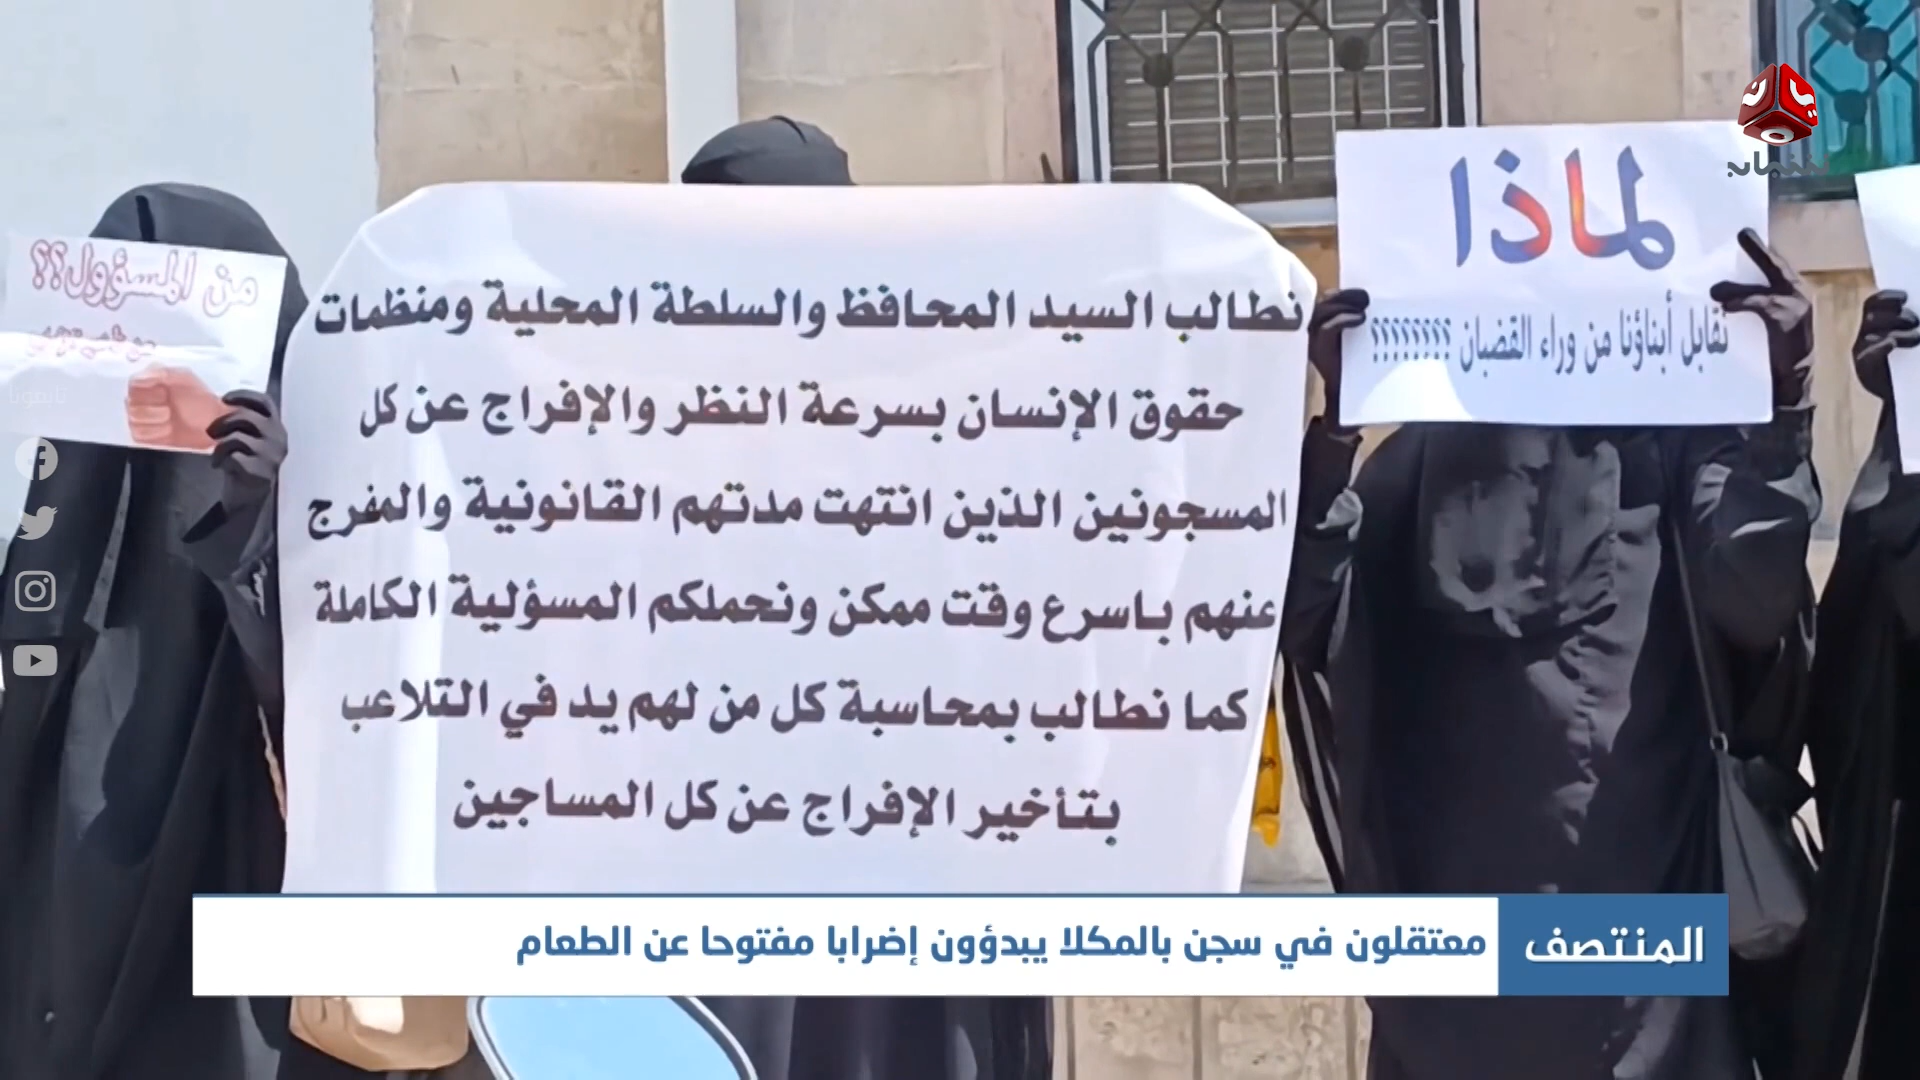 من المسؤول؟؟
لماذا
نقابل أبناؤنا من وراء القضبان ؟؟؟؟؟؟؟؟
نطالب السيد المحافظ والسلطة المحلية ومنظمات
حقوق الإنسان بسرعة النظر والإفراج عن كل
المسجونين الذين انتهت مدتهم القانونية والمفرج
عنهم باسرع وقت ممكن ونحملكم المسؤلية الكاملة
كما نطالب بمحاسبة كل من لهم يد في التلاعب
بتأخير الإفراج عن كل المساجين
تابعونا
يمن شباب
المنتصف
معتقلون في سجن بالمكلا يبدؤون إضرابا مفتوحا عن الطعام